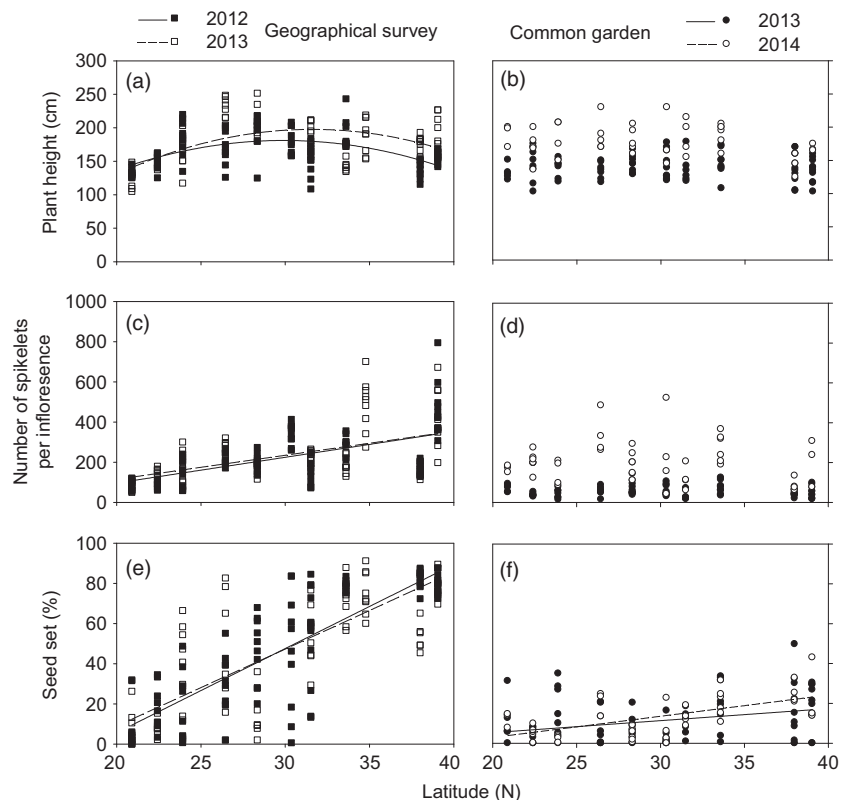 2012
2013
Geographical survey
Common garden
2013
2014
Plant height (cm)
300
250
200
150
100
50
0
(a)
(b)
Number of spikelets
per infloresence
1000
800
600
400
200
0
(c)
(d)
Seed set (%)
100
80
60
40
20
0
(e)
(f)
20 25 30 35 40
20 25 30 35 40
Latitude (N)